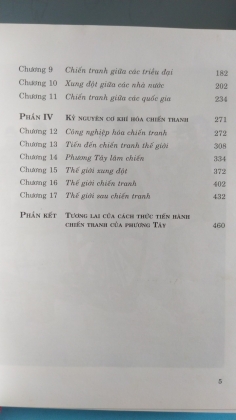 Chương 9 Chiến tranh giữa các triều đại 182
Chương 10 Xung đột giữa các nhà nước 202
Chương 11 Chiến tranh giữa các quốc gia 234
PHẦN IV KỶ NGUYÊN CƠ KHÍ HÓA CHIẾN TRANH 271
Chương 12 Công nghiệp hóa chiến tranh 272
Chương 13 Tiến đến chiến tranh thế giới 308
Chương 14 Phương Tây lâm chiến 334
Chương 15 Thế giới xung đột 372
Chương 16 Thế giới chiến tranh 402
Chương 17 Thế giới sau chiến tranh 432
PHẦN KẾT TƯƠNG LAI CỦA CÁCH THỨC TIẾN HÀNH
CHIẾN TRANH CỦA PHƯƠNG TÂY 460
5